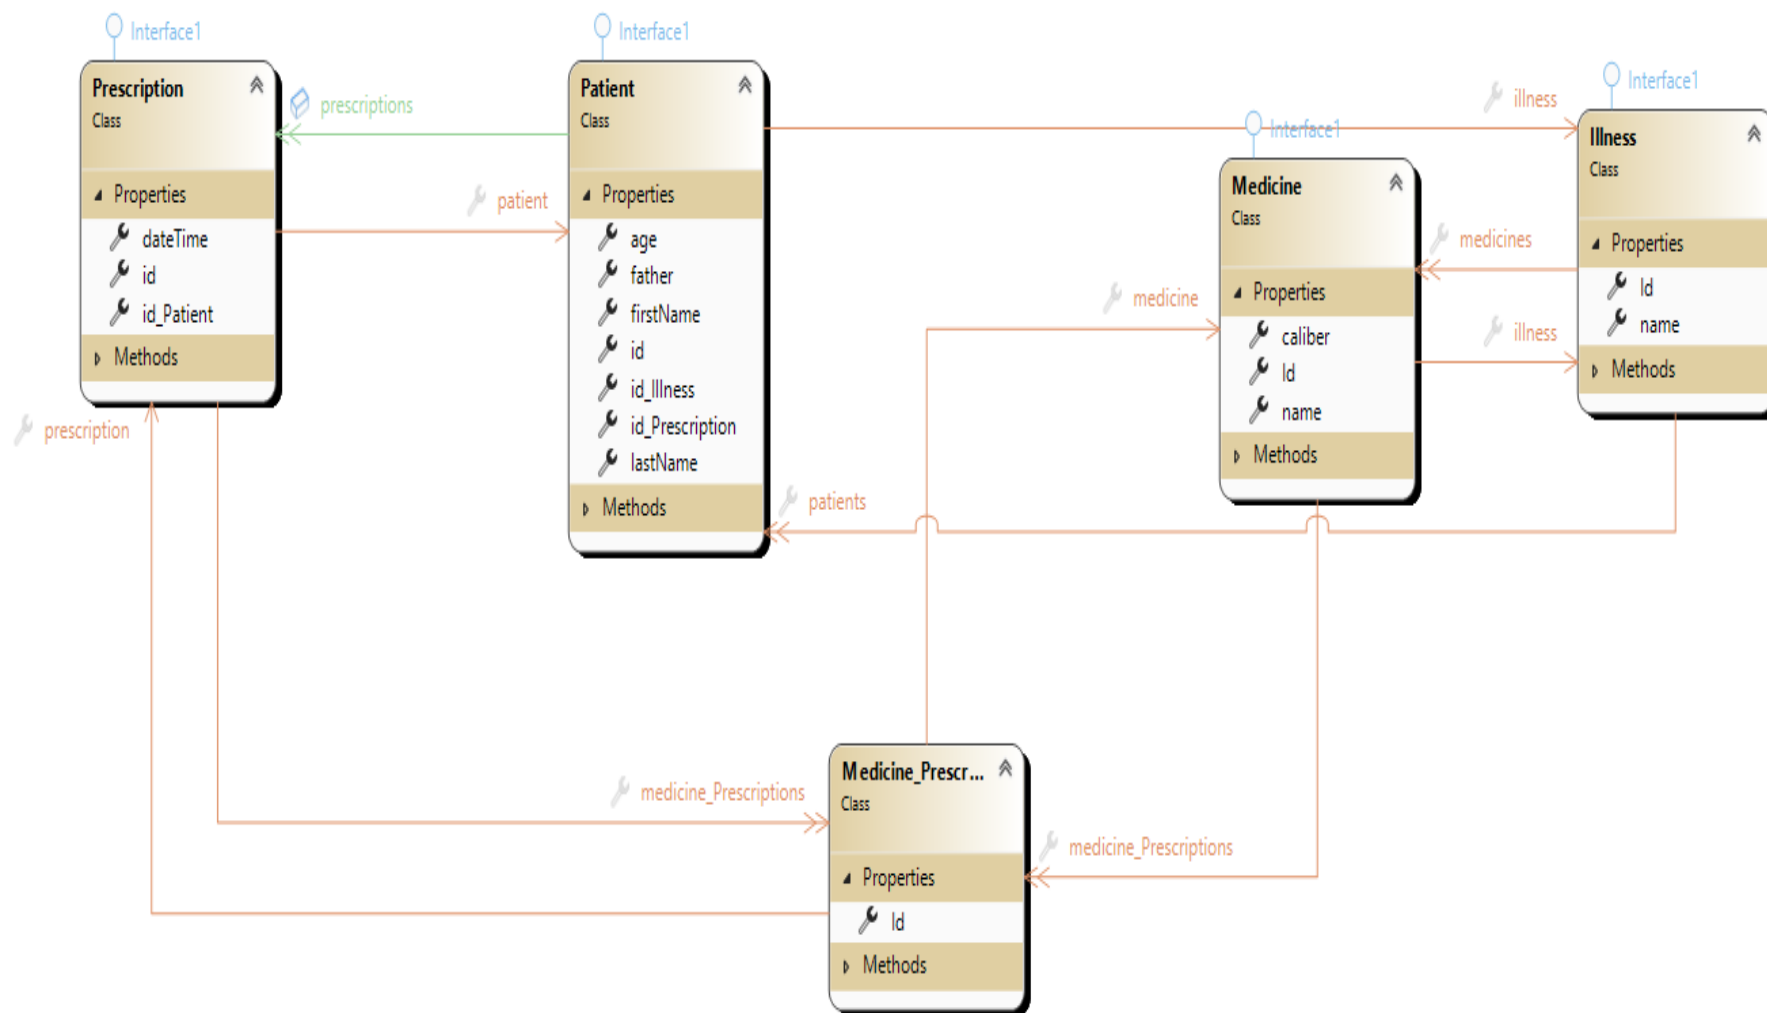 Interface1
Prescription
Class
Properties
dateTime
id
id_Patient
Methods
prescriptions
patient
prescription
Interface1
Patient
Class
Properties
age
father
firstName
id
id_Illness
id_Prescription
lastName
Methods
patients
illness
Interface1
Medicine
Class
Properties
caliber
Id
name
Methods
medicine
medicines
illness
Interface1
Illness
Class
Properties
Id
name
Methods
medicine_Prescriptions
Medicine_Prescr...
Class
Properties
Id
Methods
medicine_Prescriptions